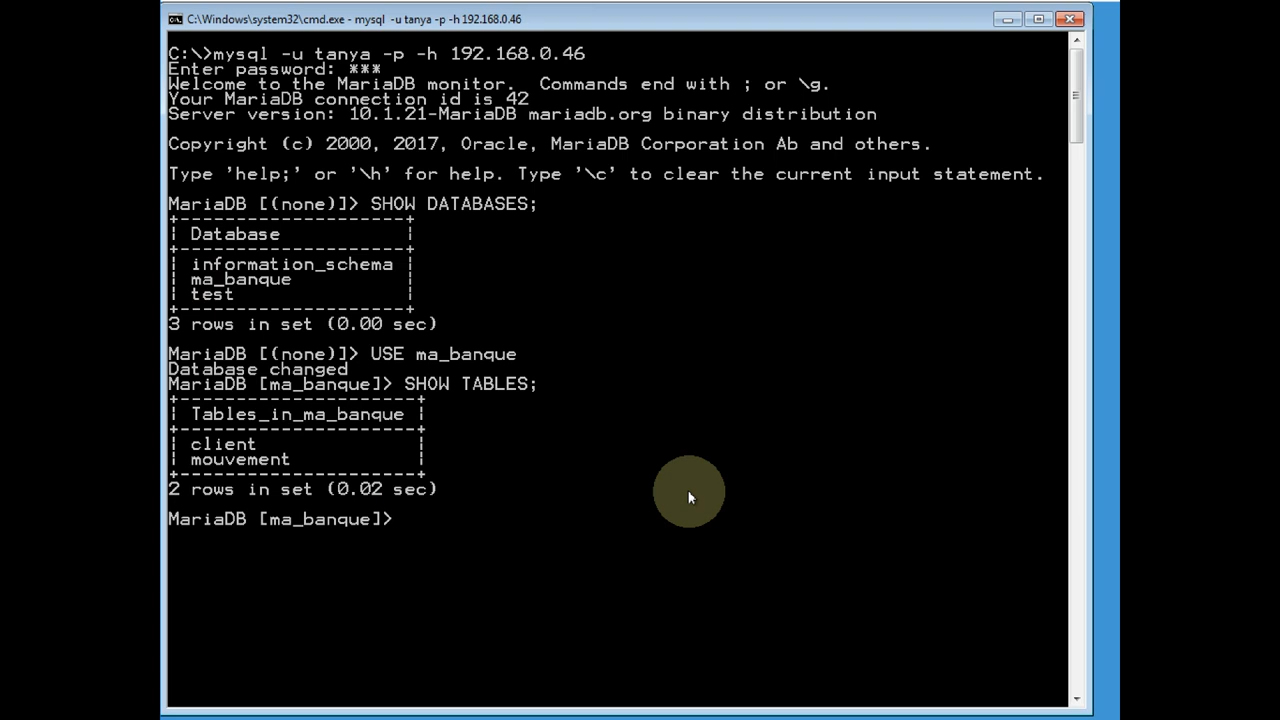 C:\Windows\system32\cmd.exe - mysql -u tanya -p -h 192.168.0.46
C:\>mysql -u tanya -p -h 192.168.0.46
Enter password: ***
Welcome to the MariaDB monitor.  Commands end with ; or \g.
Your MariaDB connection id is 42
Server version: 10.1.21-MariaDB mariadb.org binary distribution
Copyright (c) 2000, 2017, Oracle, MariaDB Corporation Ab and others.
Type 'help;' or '\h' for help. Type '\c' to clear the current input statement.
MariaDB [(none)]> SHOW DATABASES;
+--------------------+
| Database           |
+--------------------+
| information_schema |
| ma_banque          |
| test               |
+--------------------+
3 rows in set (0.00 sec)
MariaDB [(none)]> USE ma_banque
Database changed
MariaDB [ma_banque]> SHOW TABLES;
+---------------------+
| Tables_in_ma_banque |
+---------------------+
| client              |
| mouvement           |
+---------------------+
2 rows in set (0.02 sec)
MariaDB [ma_banque]>